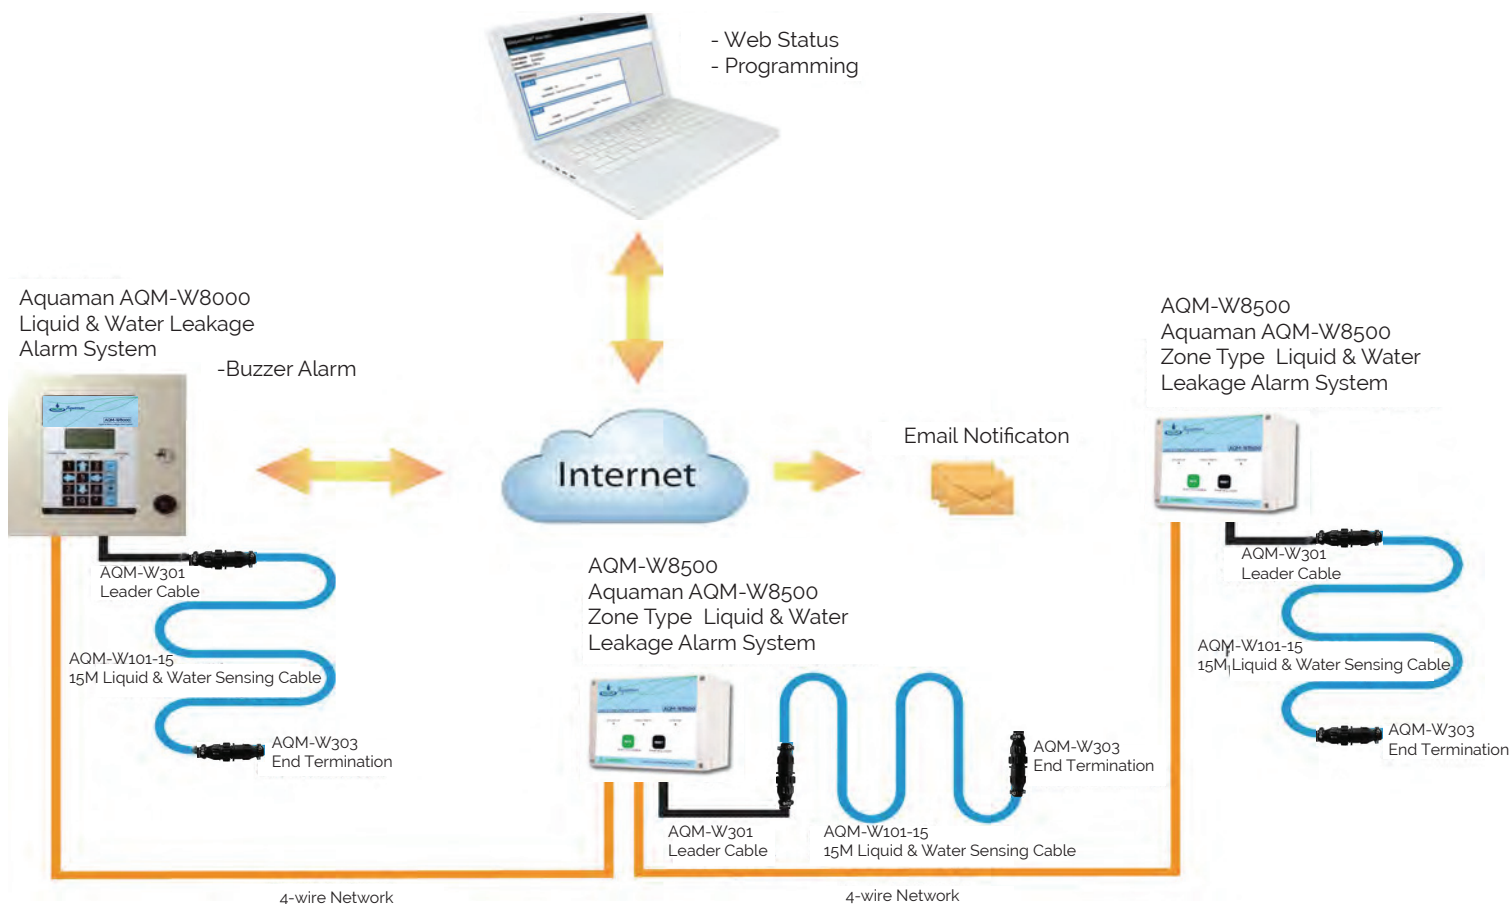 - Web Status
- Programming
Aquaman AQM-W8000
Liquid & Water Leakage
Alarm System
-Buzzer Alarm
AQM-W8500
Aquaman AQM-W8500
Zone Type Liquid & Water
Leakage Alarm System
Internet
Email Notificaton
AQM-W301
Leader Cable
AQM-W101-15
15M Liquid & Water Sensing Cable
AQM-W303
End Termination
AQM-W8500
Aquaman AQM-W8500
Zone Type Liquid & Water
Leakage Alarm System
AQM-W301
Leader Cable
AQM-W101-15
15M Liquid & Water Sensing Cable
AQM-W303
End Termination
AQM-W301
Leader Cable
AQM-W101-15
15M Liquid & Water Sensing Cable
AQM-W303
End Termination
4-wire Network
4-wire Network